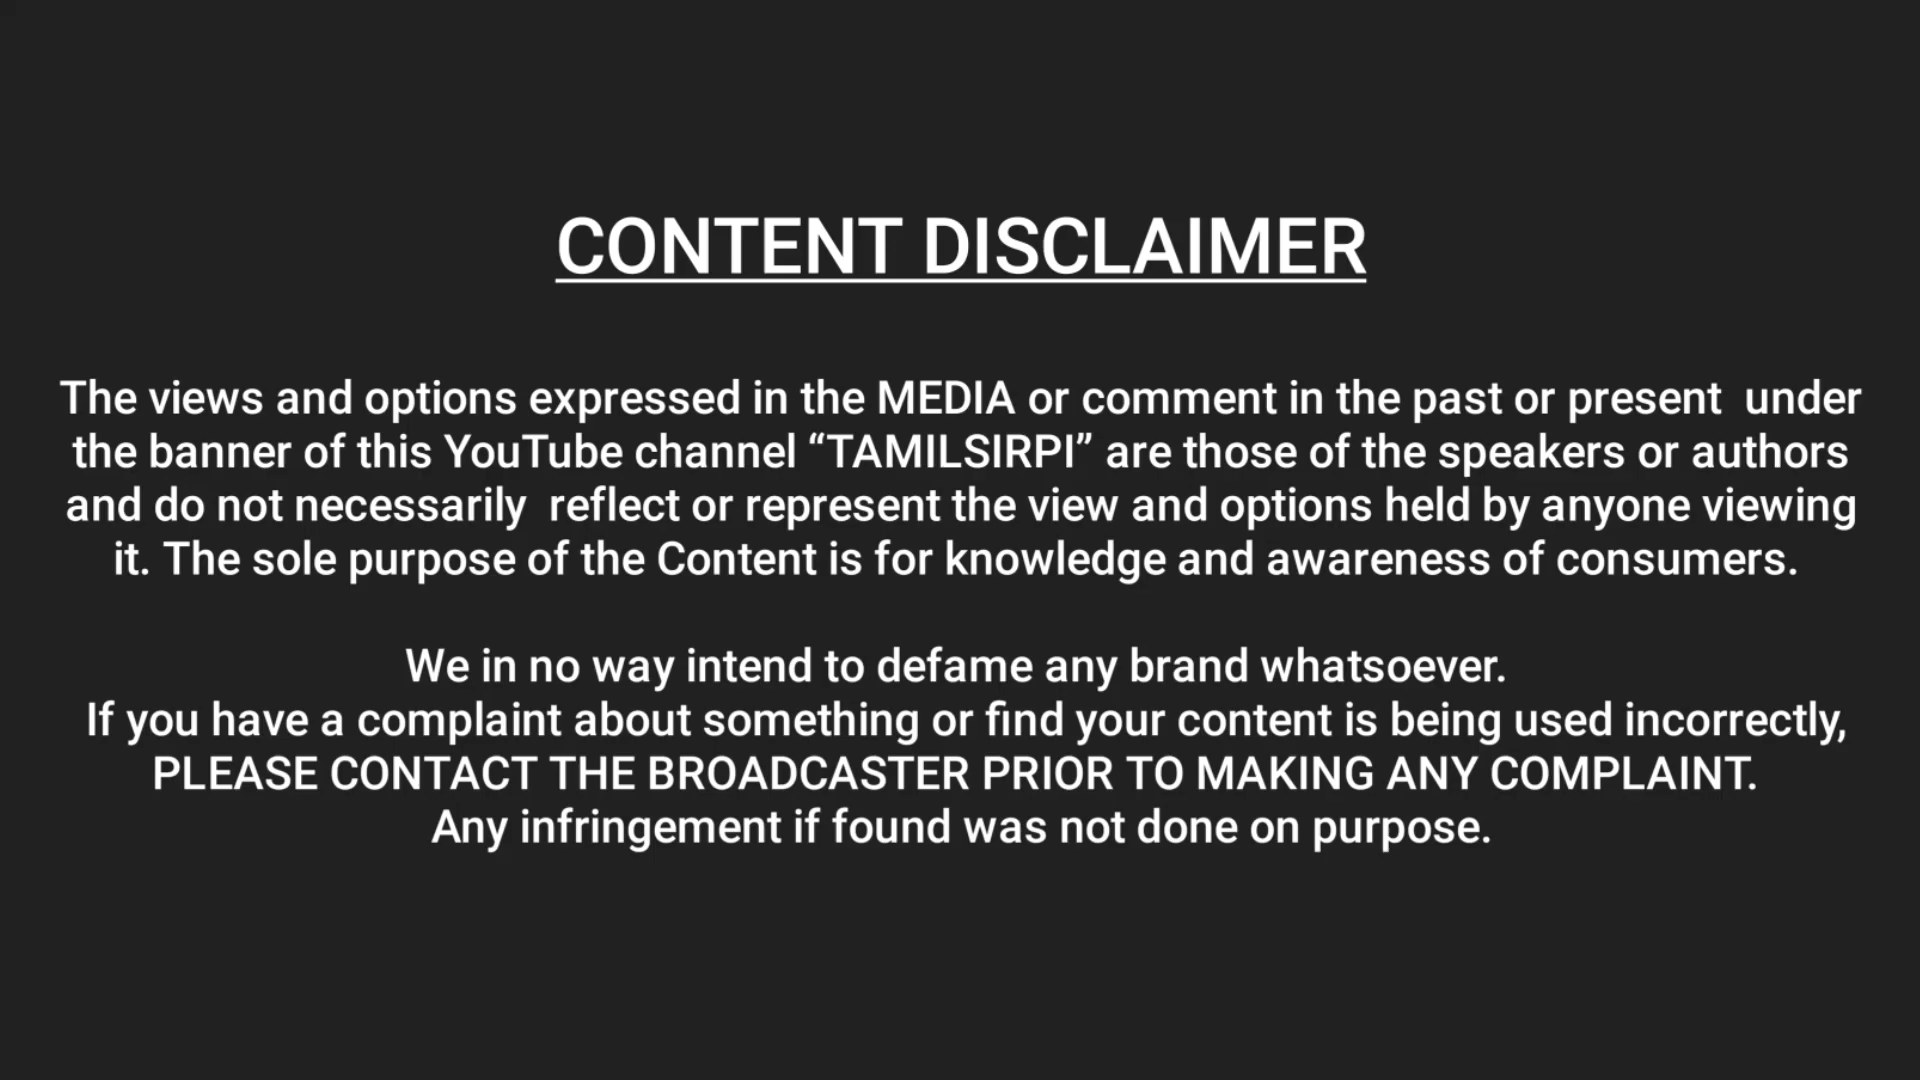 CONTENT DISCLAIMER
The views and options expressed in the MEDIA or comment in the past or present under
the banner of this YouTube channel “TAMILSIRPI” are those of the speakers or authors
and do not necessarily reflect or represent the view and options held by anyone viewing
it. The sole purpose of the Content is for knowledge and awareness of consumers.
We in no way intend to defame any brand whatsoever.
If you have a complaint about something or find your content is being used incorrectly,
PLEASE CONTACT THE BROADCASTER PRIOR TO MAKING ANY COMPLAINT.
Any infringement if found was not done on purpose.